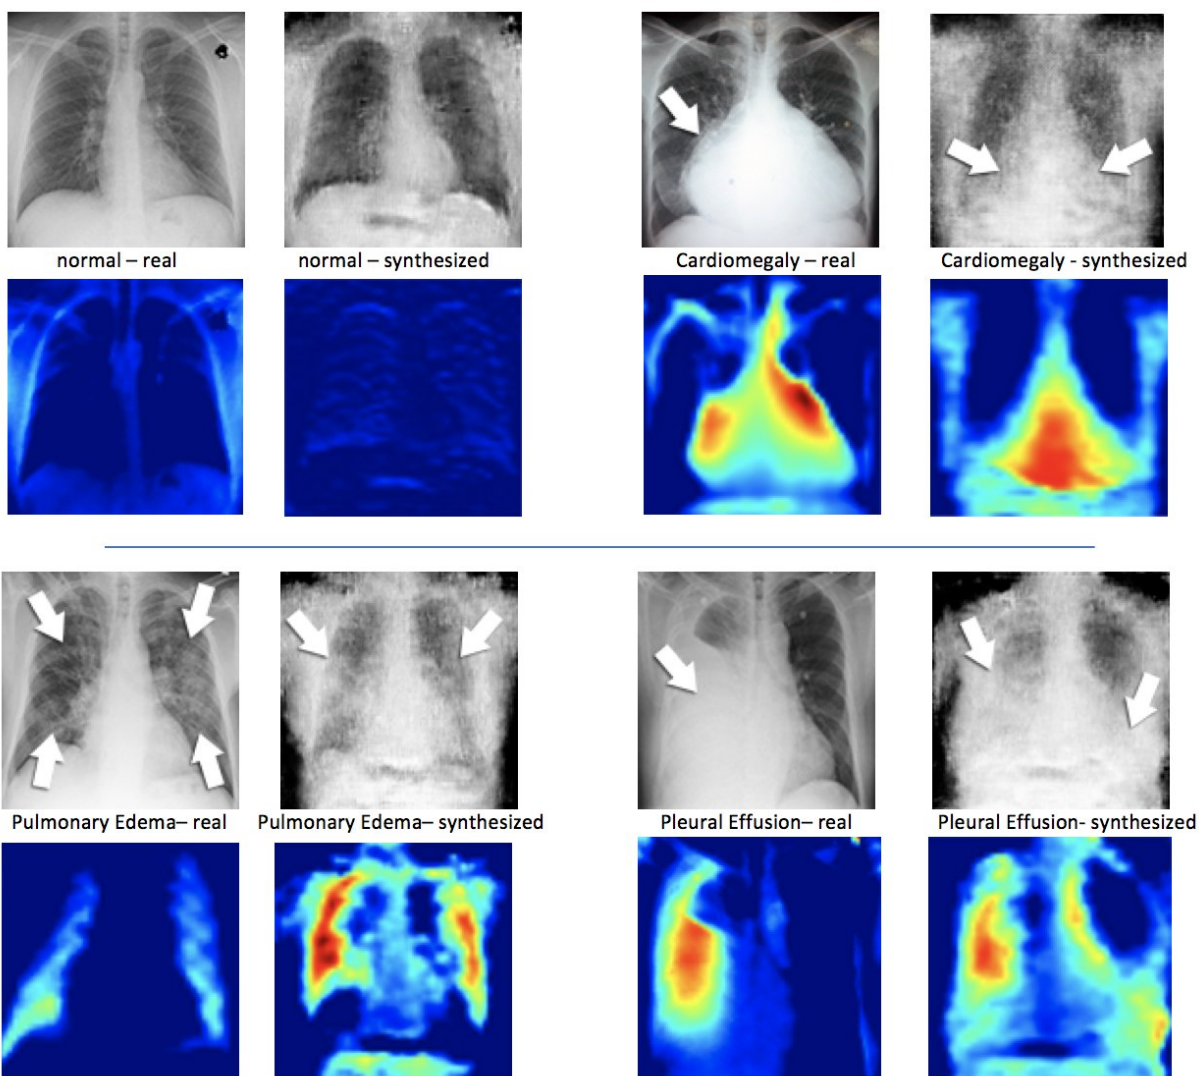 normal – real
normal – synthesized
Cardiomegaly – real
Cardiomegaly - synthesized
Pulmonary Edema– real
Pulmonary Edema– synthesized
Pleural Effusion– real
Pleural Effusion- synthesized